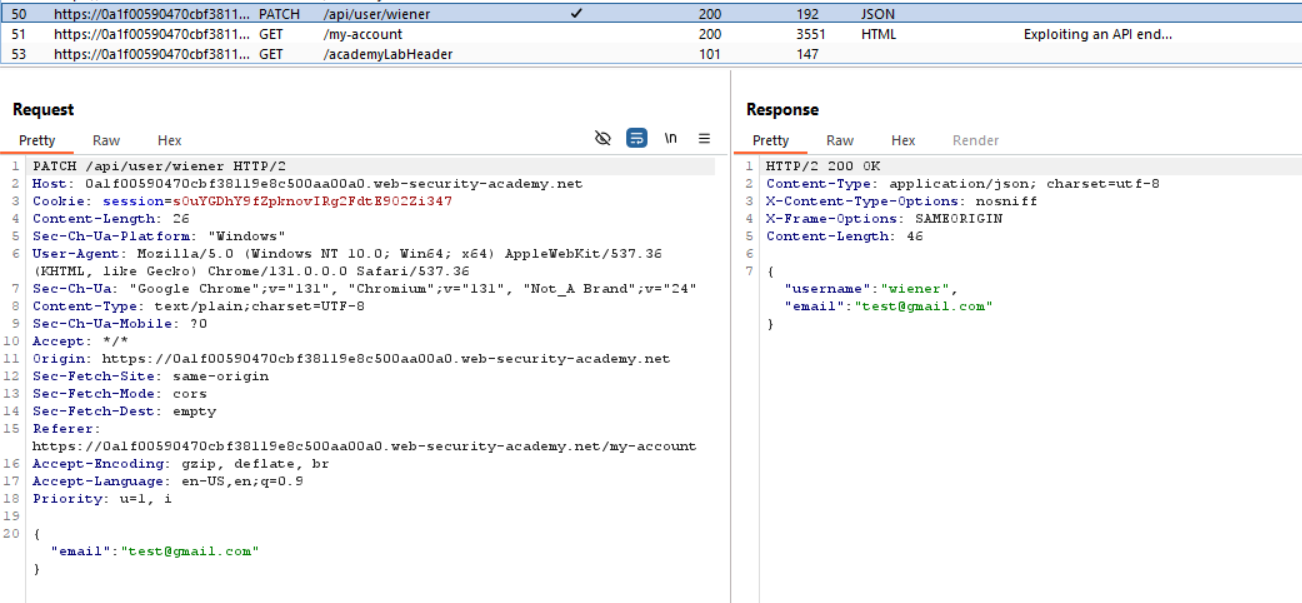 50 https://0a1f00590470cbf3811... PATCH /api/user/wiener ✓ 200 192 JSON
51 https://0a1f00590470cbf3811... GET /my-account 200 3551 HTML Exploiting an API end...
53 https://0a1f00590470cbf3811... GET /academyLabHeader 101 147
Request
Pretty Raw Hex \n
1 PATCH /api/user/wiener HTTP/2
2 Host: 0a1f00590470cbf38119e8c500aa00a0.web-security-academy.net
3 Cookie: session=sOuYGDhY9fZpknovIRg2FdtE9O2Zi347
4 Content-Length: 26
5 Sec-Ch-Ua-Platform: "Windows"
6 User-Agent: Mozilla/5.0 (Windows NT 10.0; Win64; x64) AppleWebKit/537.36
(KHTML, like Gecko) Chrome/131.0.0.0 Safari/537.36
7 Sec-Ch-Ua: "Google Chrome";v="131", "Chromium";v="131", "Not_A Brand";v="24"
8 Content-Type: text/plain;charset=UTF-8
9 Sec-Ch-Ua-Mobile: ?0
10 Accept: */*
11 Origin: https://0a1f00590470cbf38119e8c500aa00a0.web-security-academy.net
12 Sec-Fetch-Site: same-origin
13 Sec-Fetch-Mode: cors
14 Sec-Fetch-Dest: empty
15 Referer:
https://0a1f00590470cbf38119e8c500aa00a0.web-security-academy.net/my-account
16 Accept-Encoding: gzip, deflate, br
17 Accept-Language: en-US,en;q=0.9
18 Priority: u=1, i
19
20 {
"email":"test@gmail.com"
}
Response
Pretty Raw Hex Render
1 HTTP/2 200 OK
2 Content-Type: application/json; charset=utf-8
3 X-Content-Type-Options: nosniff
4 X-Frame-Options: SAMEORIGIN
5 Content-Length: 46
6
7 {
"username":"wiener",
"email":"test@gmail.com"
}